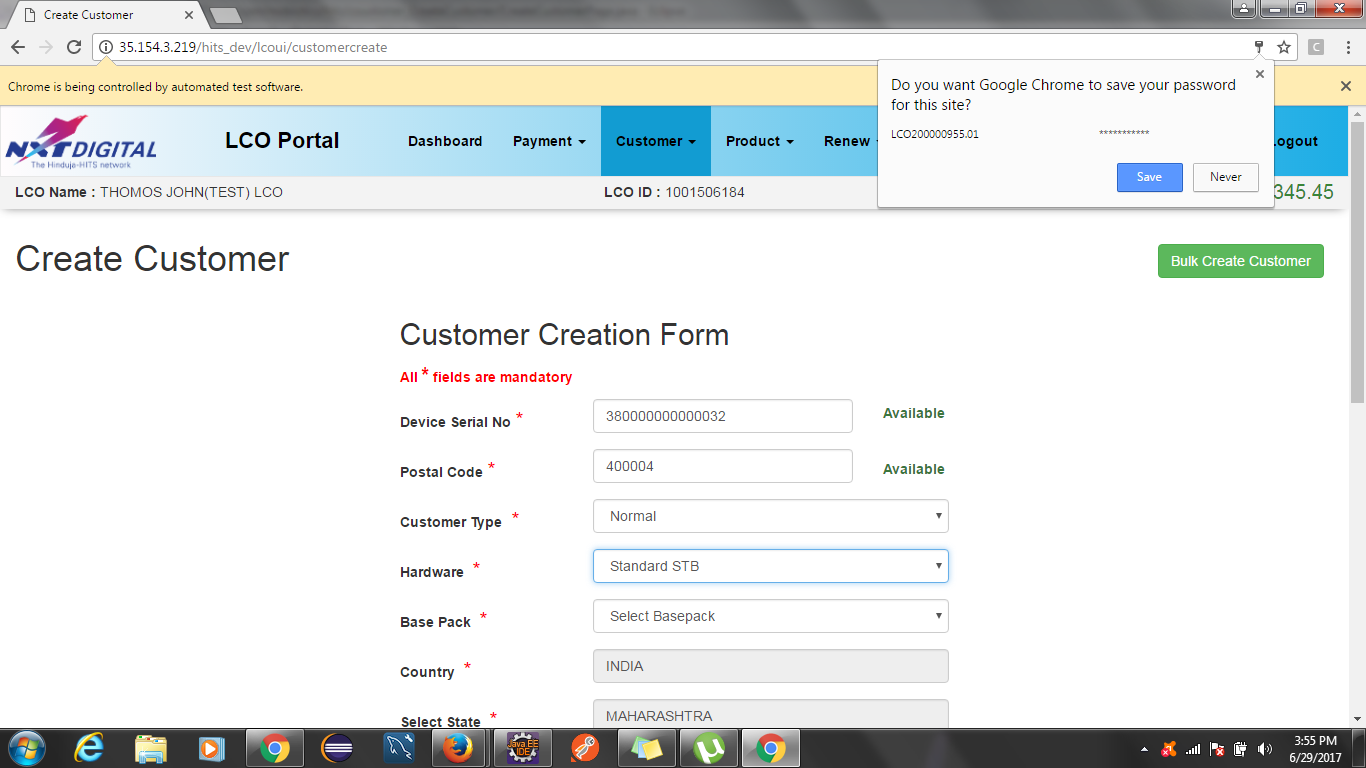 Create Customer
35.154.3.219/hits_dev/lcoui/customercreate
C
Chrome is being controlled by automated test software.
Do you want Google Chrome to save your password
for this site?
LCO200000955.01 ***********
Save Never
NXTDIGITAL
The Hinduja-HITS network
LCO Portal
Dashboard Payment Customer Product Renew Logout
LCO Name : THOMOS JOHN(TEST) LCO LCO ID : 1001506184 345.45
Create Customer
Bulk Create Customer
Customer Creation Form
All * fields are mandatory
Device Serial No * 380000000000032 Available
Postal Code * 400004 Available
Customer Type * Normal
Hardware * Standard STB
Base Pack * Select Basepack
Country * INDIA
Select State * MAHARASHTRA
Java EE
IDE
3:55 PM
6/29/2017